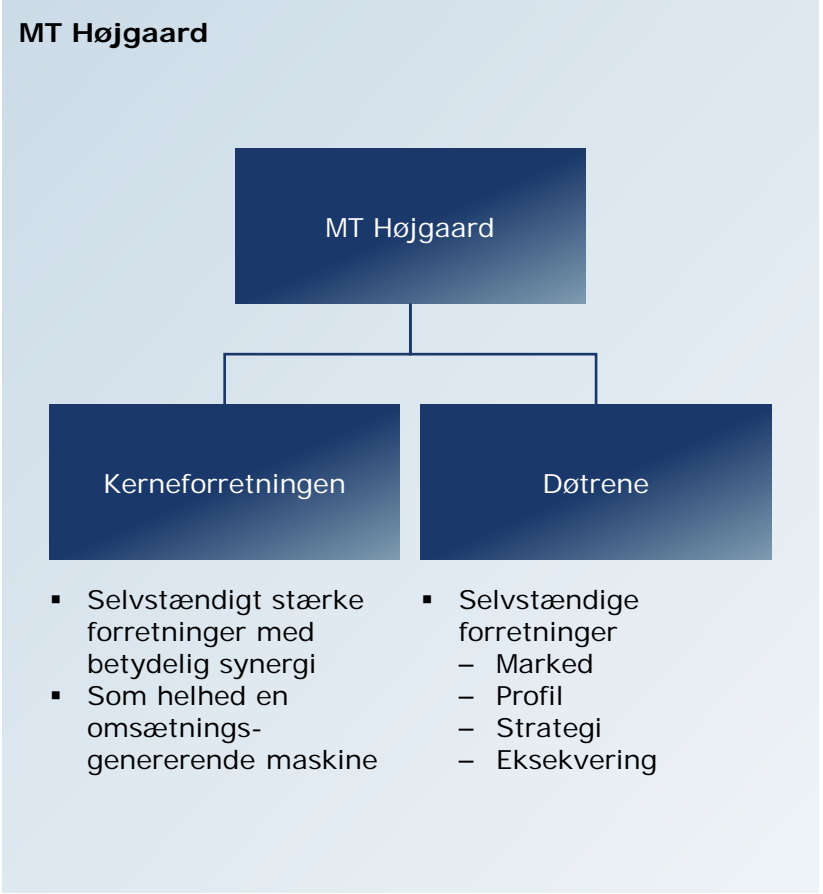 MT Højgaard
MT Højgaard
Kerneforretningen
Døtrene
▪ Selvstændigt stærke
forretninger med
betydelig synergi
▪ Som helhed en
omsætnings-
genererende maskine
▪ Selvstændige
forretninger
– Marked
– Profil
– Strategi
– Eksekvering